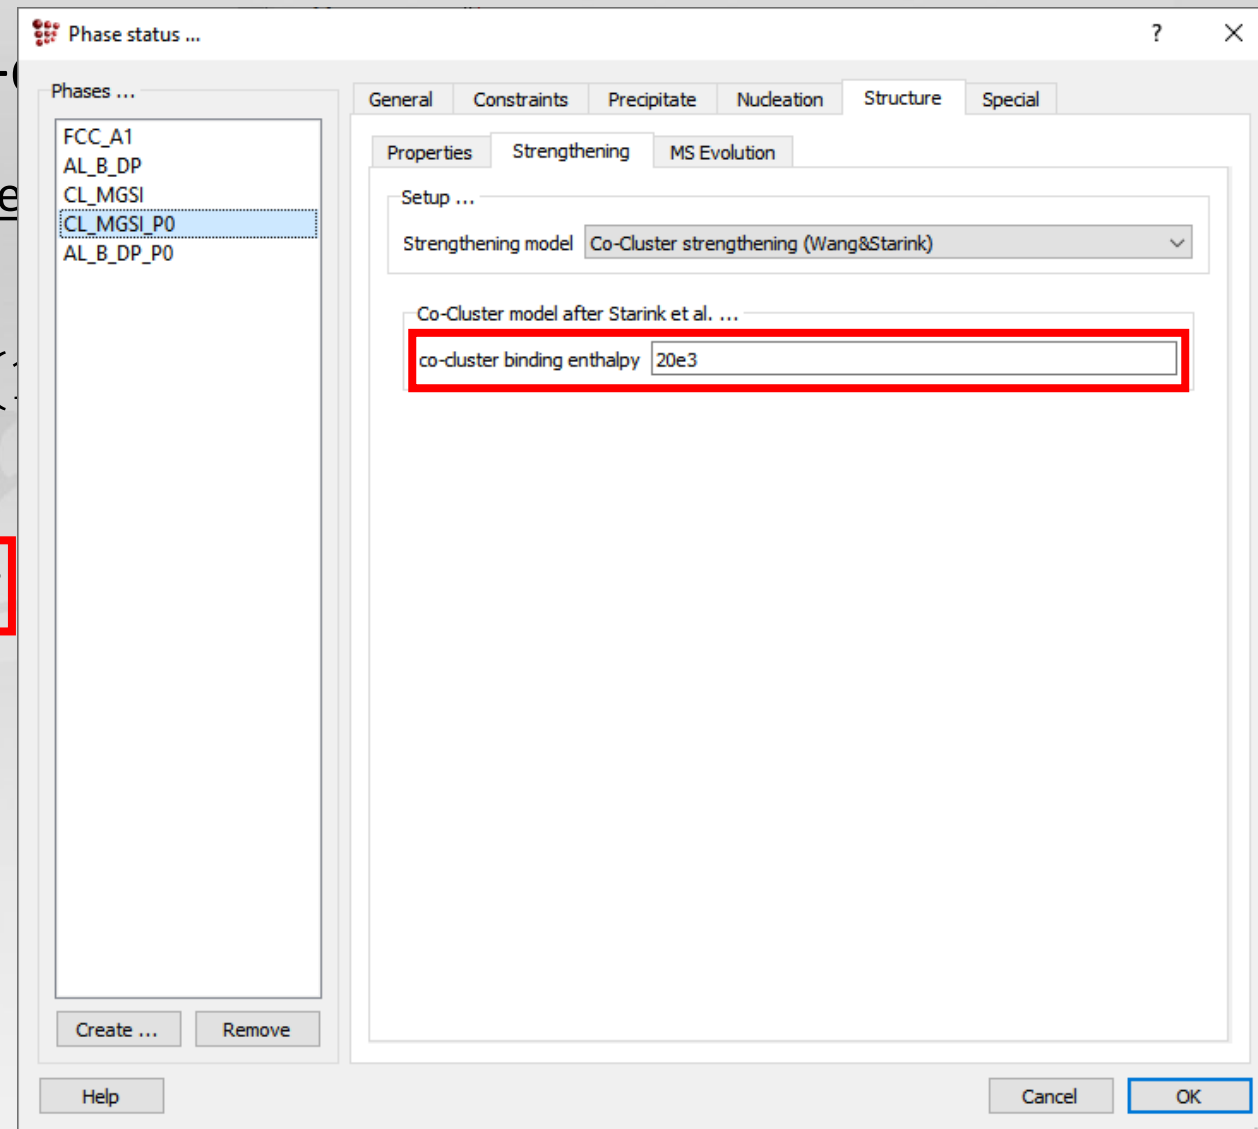 Phase status ...
?
Phases ...
FCC_A1
AL_B_DP
CL_MGSI
CL_MGSI_P0
AL_B_DP_P0
Create ...
Remove
General
Constraints
Precipitate
Nucleation
Structure
Special
Properties
Strengthening
MS Evolution
Setup ...
Strengthening model
Co-Cluster strengthening (Wang&Starink)
Co-Cluster model after Starink et al. ...
co-cluster binding enthalpy
20e3
Help
Cancel
OK